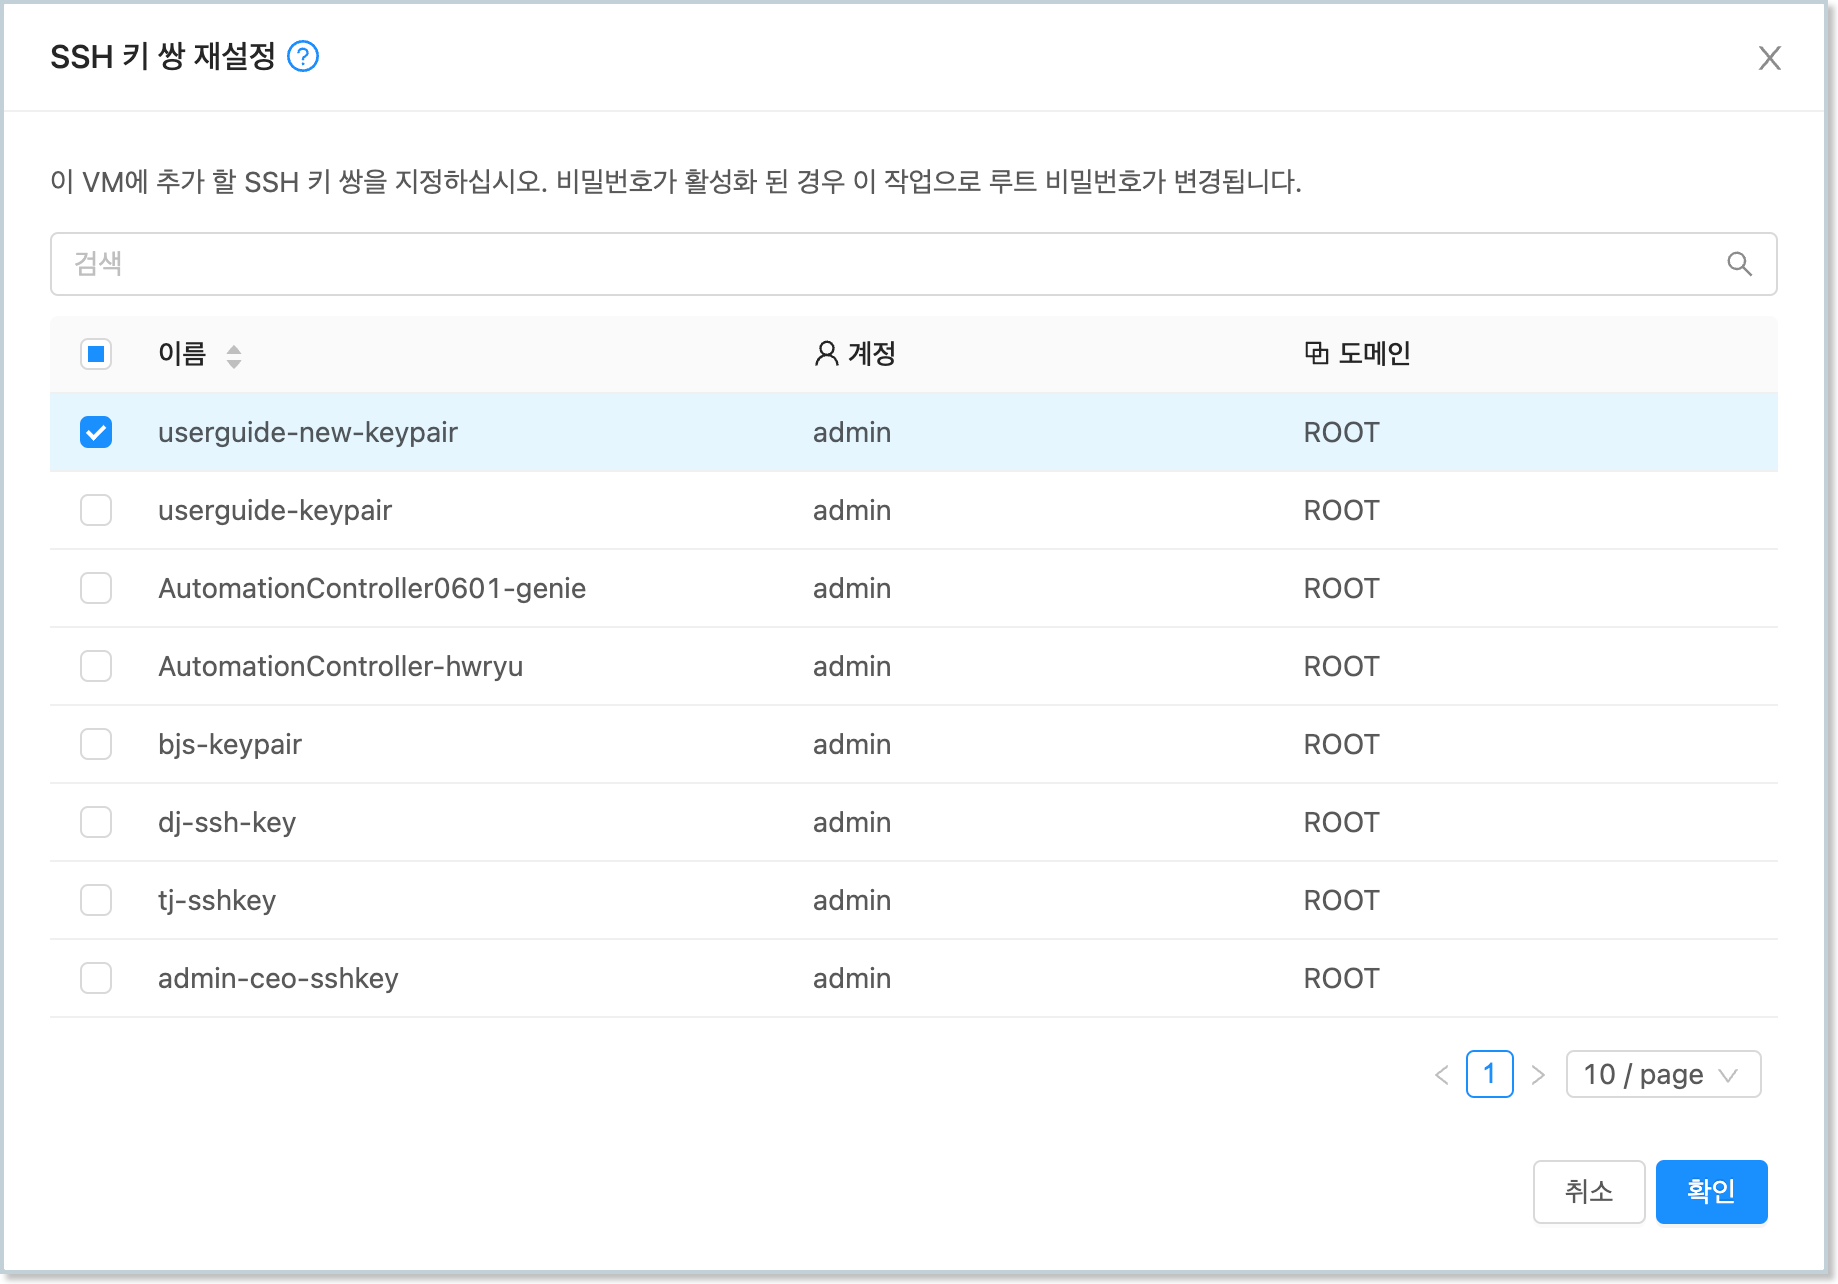 SSH 키 쌍 재설정
이 VM에 추가 할 SSH 키 쌍을 지정하십시오. 비밀번호가 활성화 된 경우 이 작업으로 루트 비밀번호가 변경됩니다.
검색
이름 계정 도메인
userguide-new-keypair admin ROOT
userguide-keypair admin ROOT
AutomationController0601-genie admin ROOT
AutomationController-hwryu admin ROOT
bjs-keypair admin ROOT
dj-ssh-key admin ROOT
tj-sshkey admin ROOT
admin-ceo-sshkey admin ROOT
< 1 > 10 / page
취소 확인